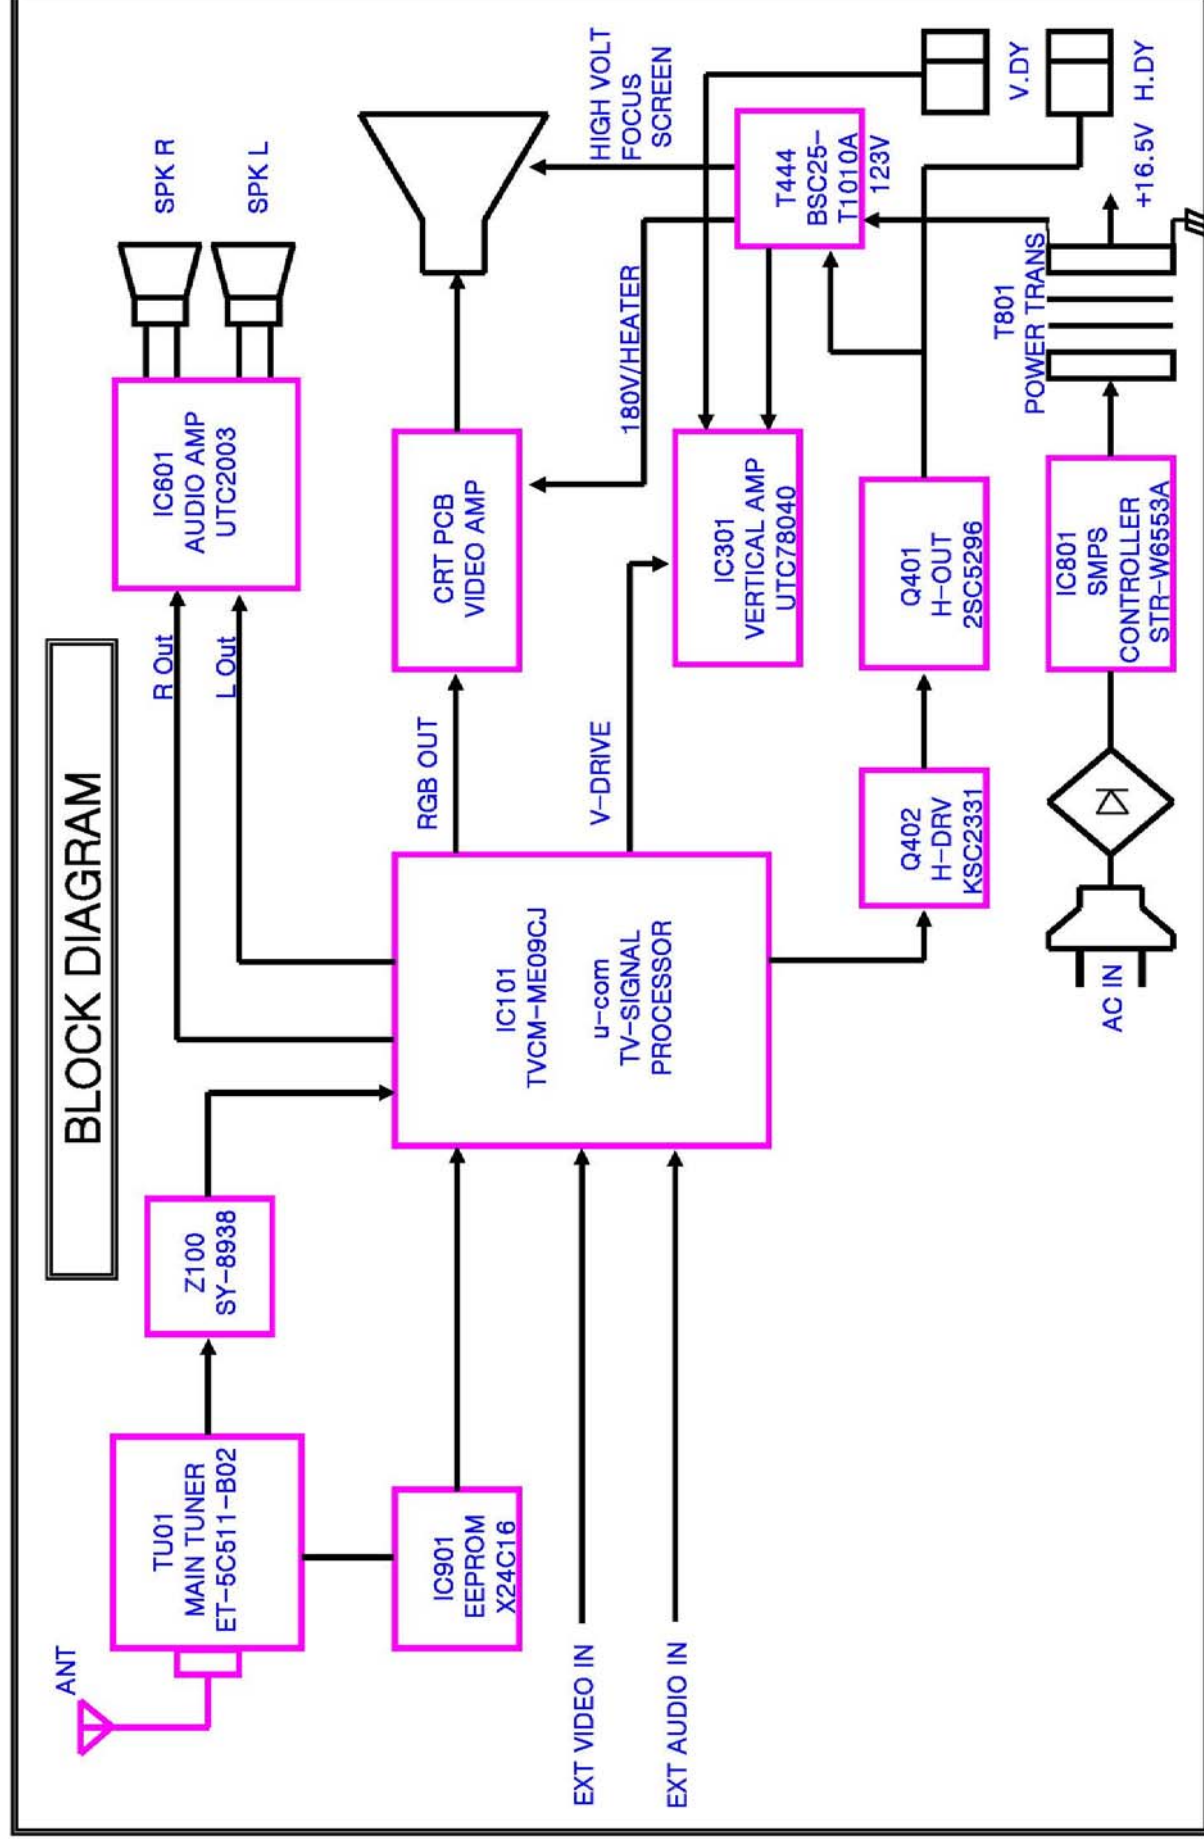 BLOCK DIAGRAM
ANT
TU01
MAIN TUNER
ET-5C511-B02
Z100
SY-8938
R Out
L Out
IC601
AUDIO AMP
UTC2003
SPK R
SPK L
IC901
EEPROM
X24C16
EXT VIDEO IN
EXT AUDIO IN
IC101
TVCM-ME09CJ
u-com
TV-SIGNAL
PROCESSOR
RGB OUT
CRT PCB
VIDEO AMP
180V/HEATER
HIGH VOLT
FOCUS
SCREEN
V-DRIVE
IC301
VERTICAL AMP
UTC78040
T444
BSC25-
T1010A
123V
Q402
H-DRV
KSC2331
Q401
H-OUT
2SC5296
V.DY
H.DY
AC IN
IC801
SMPS
CONTROLLER
STR-W6553A
T801
POWER TRANS
+16.5V